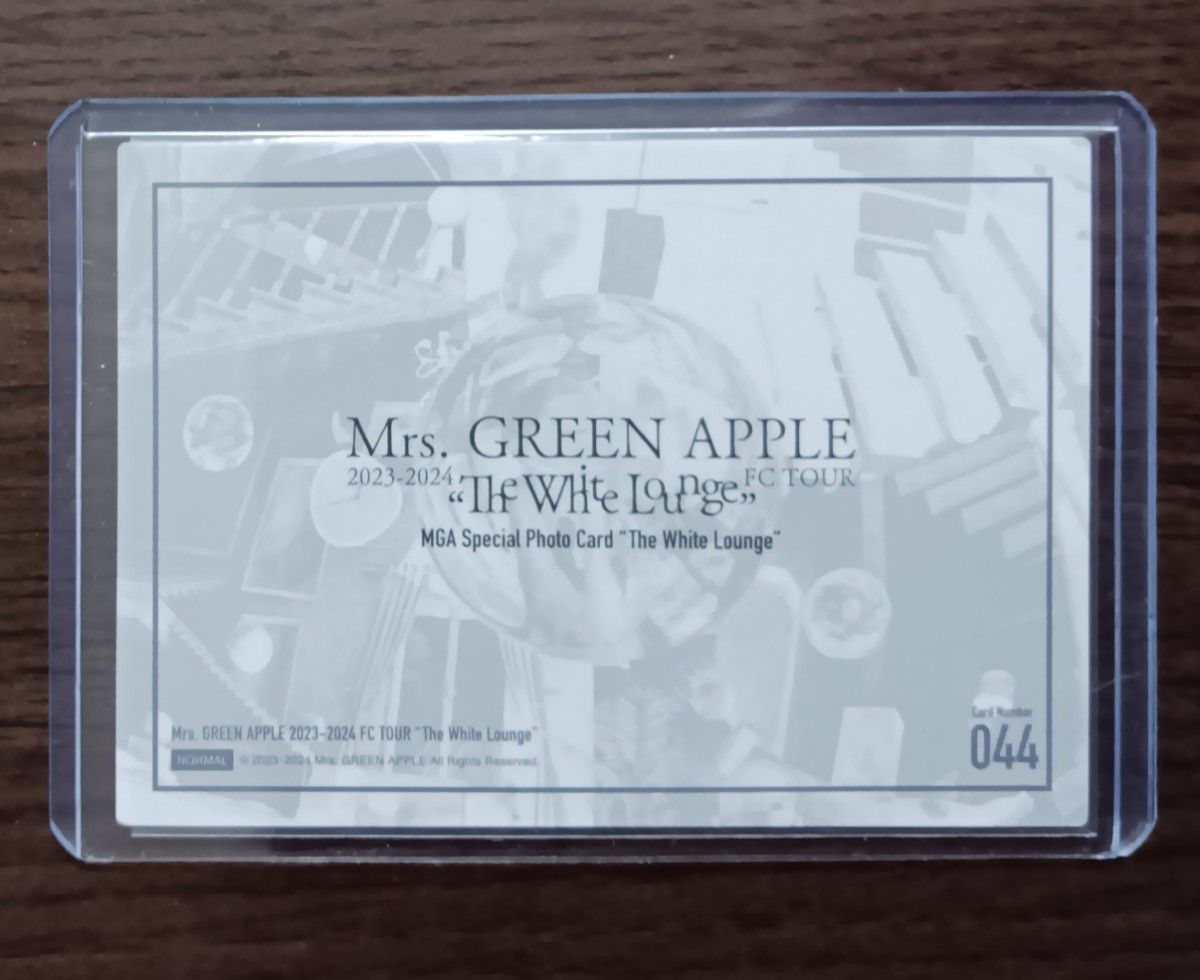 Mrs. GREEN APPLE
2023-2024 “The White Lounge” FC TOUR
MGA Special Photo Card “The White Lounge”
Mrs. GREEN APPLE 2023-2024 FC TOUR “The White Lounge”
NORMAL © 2023-2024 Mrs. GREEN APPLE All Rights Reserved.
Card Number
044